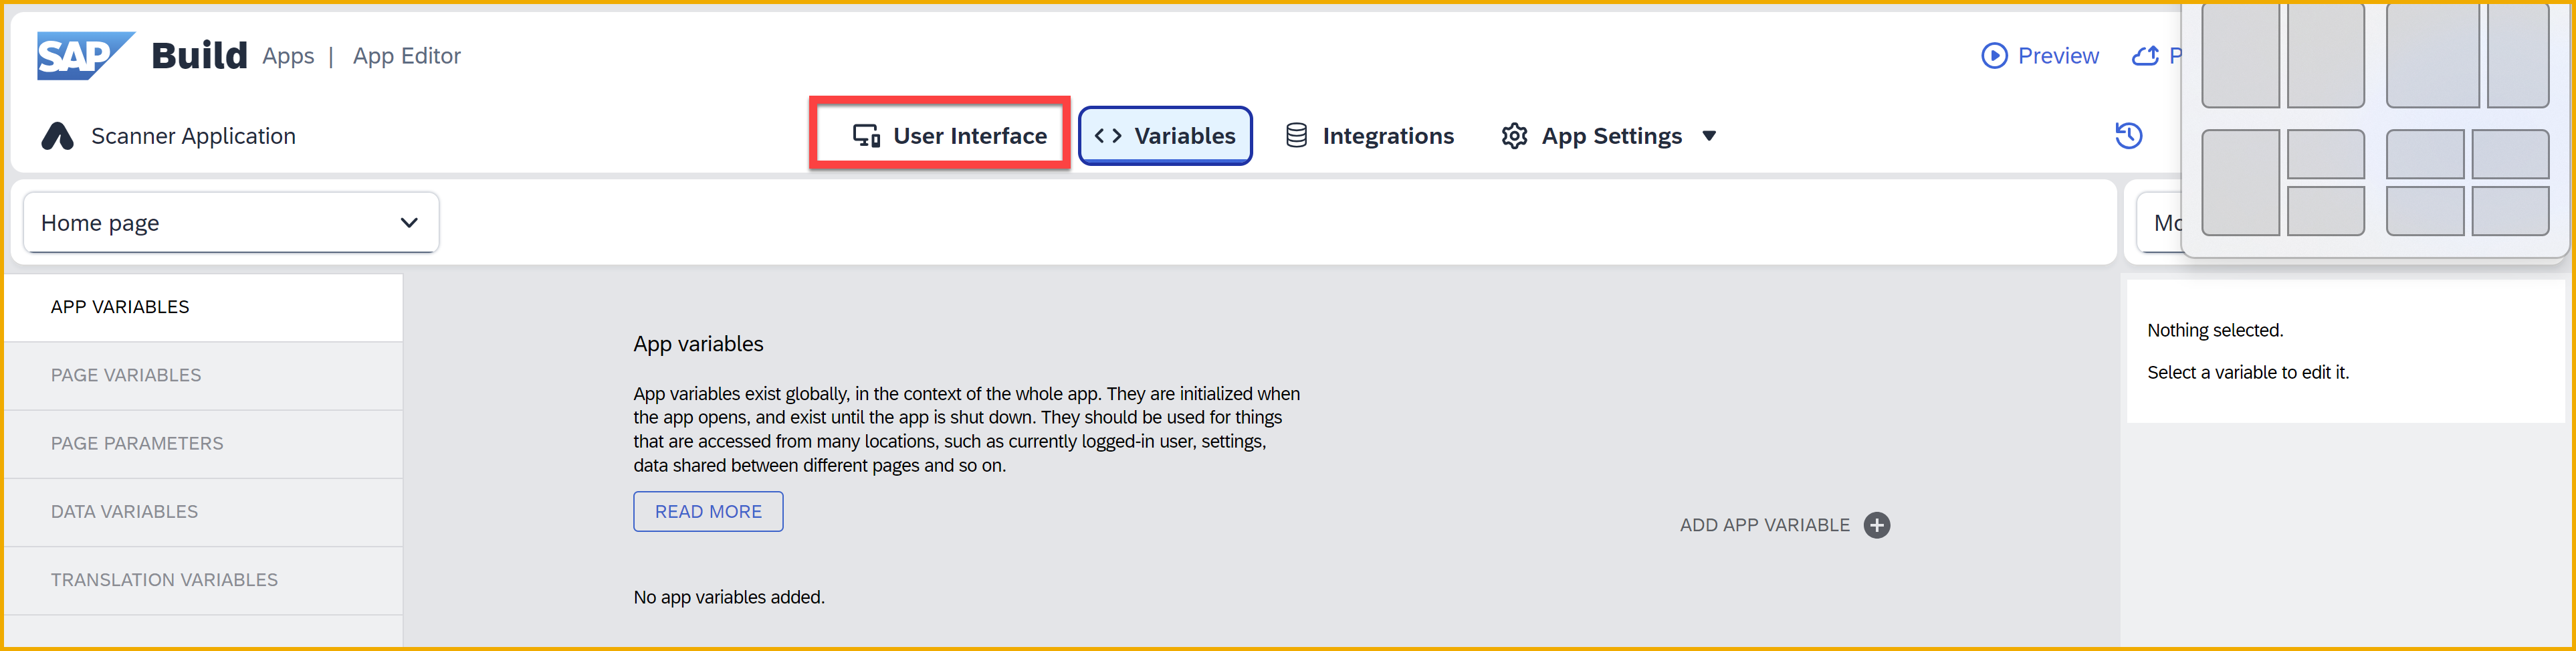 SAP Build Apps | App Editor
Preview
Scanner Application
User Interface
Variables
Integrations
App Settings
Home page
APP VARIABLES
PAGE VARIABLES
PAGE PARAMETERS
DATA VARIABLES
TRANSLATION VARIABLES
App variables
App variables exist globally, in the context of the whole app. They are initialized when
the app opens, and exist until the app is shut down. They should be used for things
that are accessed from many locations, such as currently logged-in user, settings,
data shared between different pages and so on.
READ MORE
ADD APP VARIABLE
No app variables added.
Nothing selected.
Select a variable to edit it.